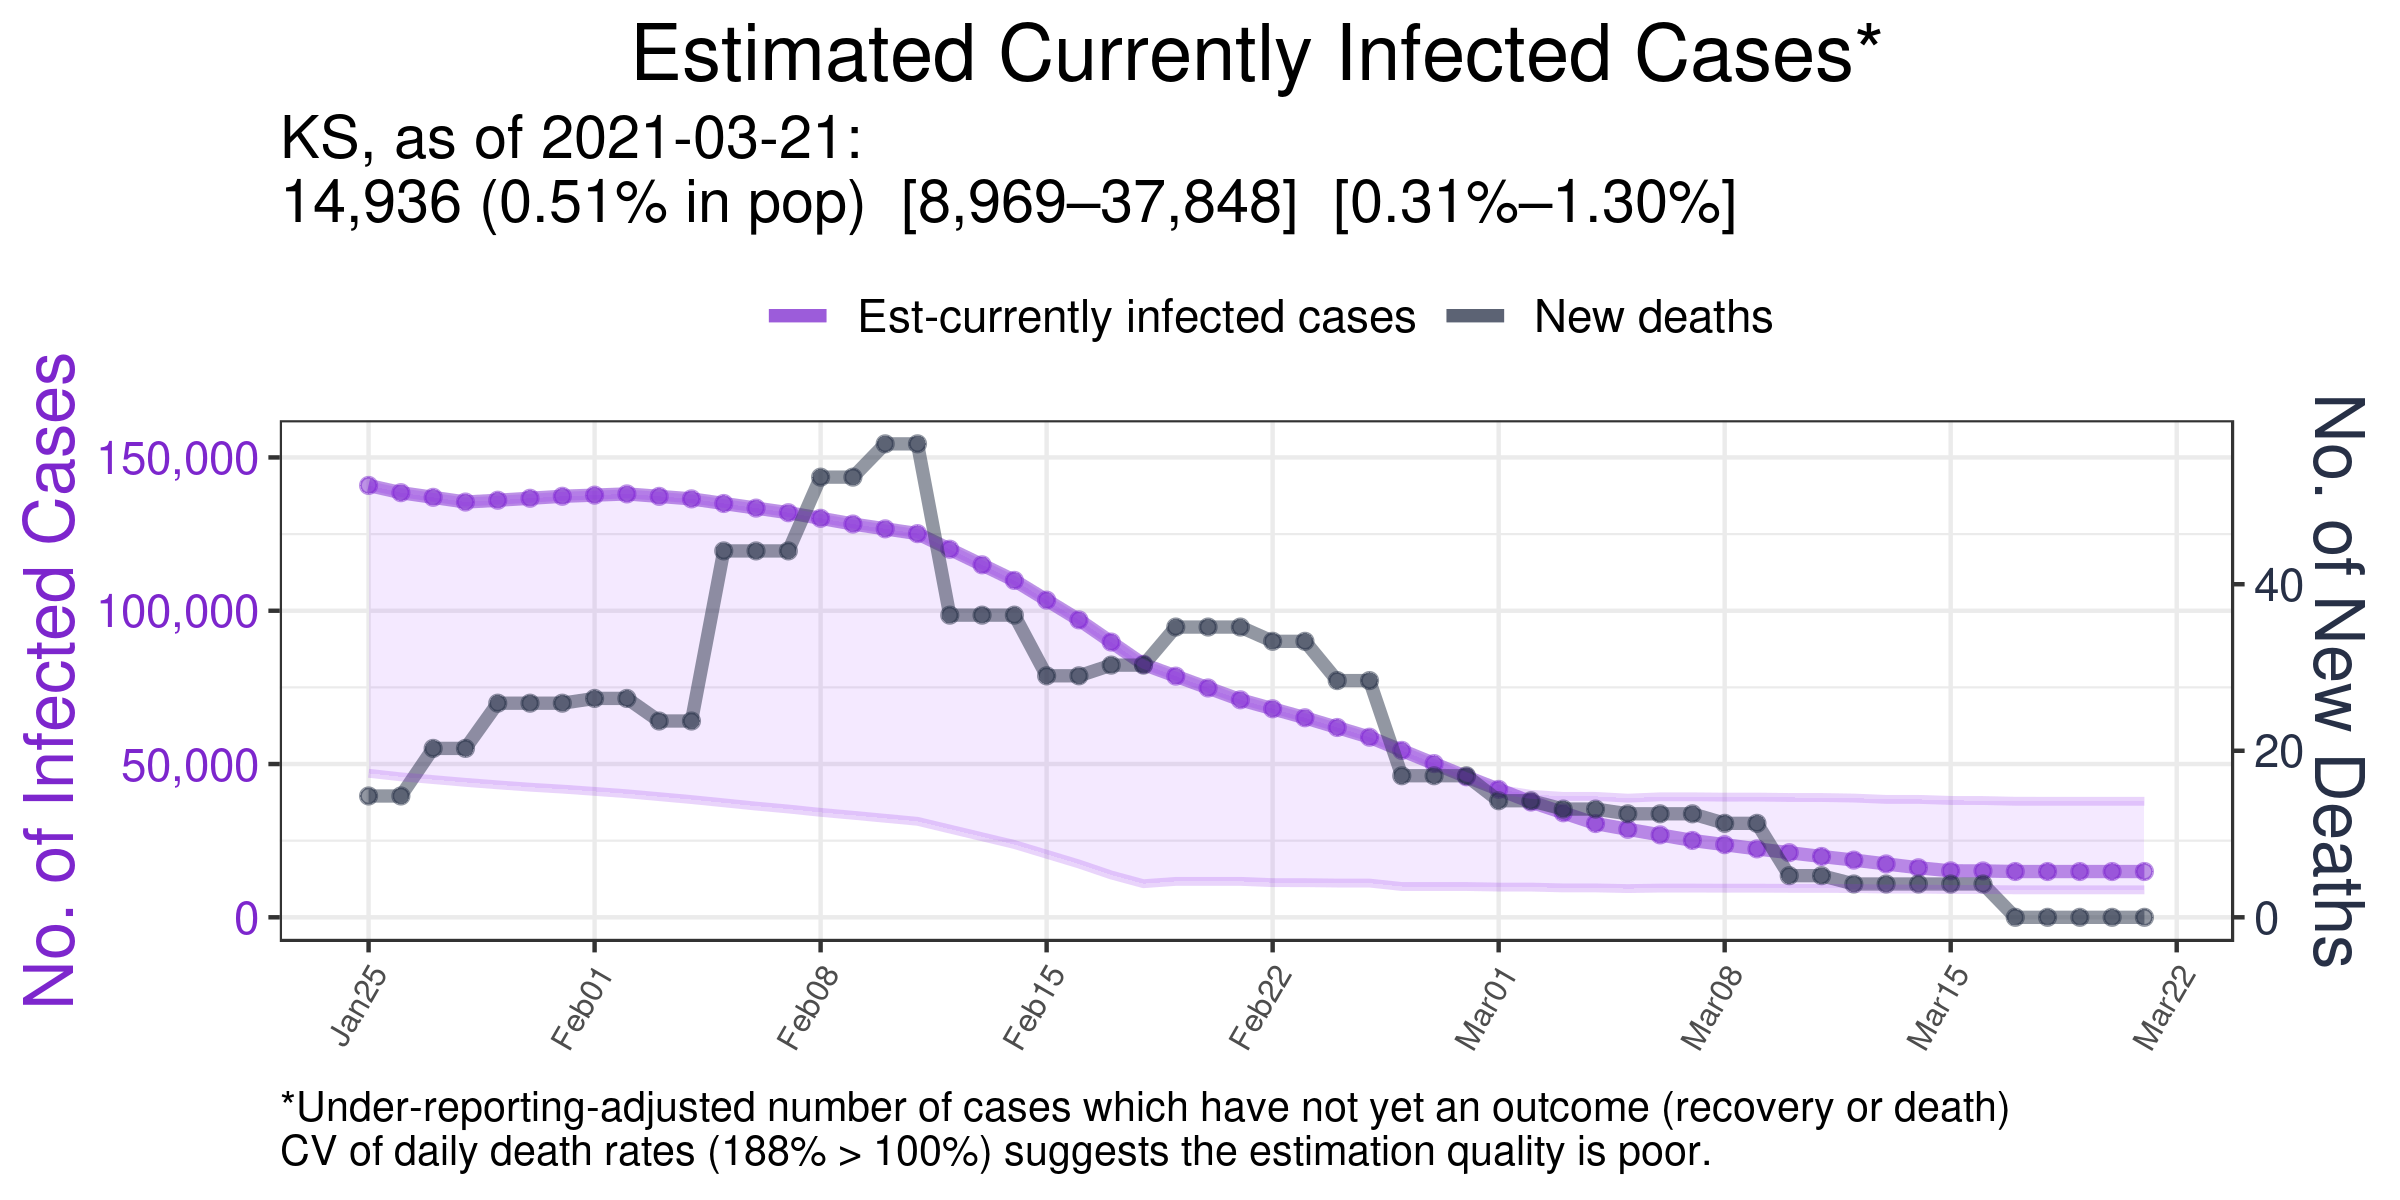 Estimated Currently Infected Cases*
KS, as of 2021-03-21:
14,936 (0.51% in pop)  [8,969–37,848]  [0.31%–1.30%]
Est-currently infected cases
New deaths
No. of Infected Cases
150,000
100,000
50,000
0
40
20
0
No. of New Deaths
Jan25
Feb01
Feb08
Feb15
Feb22
Mar01
Mar08
Mar15
Mar22
*Under-reporting-adjusted number of cases which have not yet an outcome (recovery or death)
CV of daily death rates (188% > 100%) suggests the estimation quality is poor.